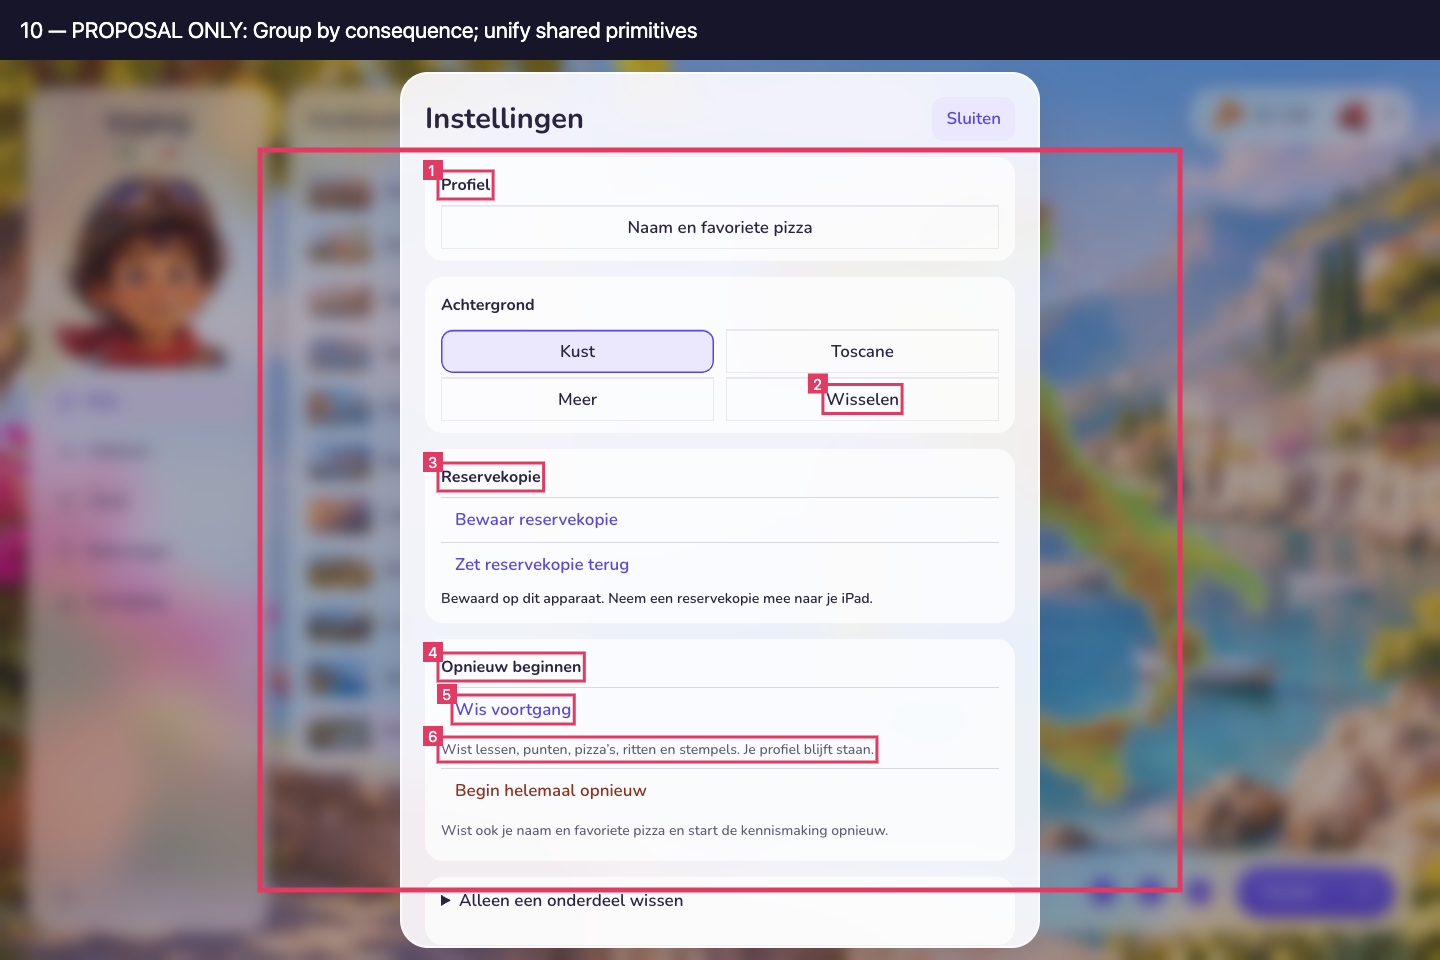 10 — PROPOSAL ONLY: Group by consequence; unify shared primitives
Instellingen
Sluiten
1
Profiel
Naam en favoriete pizza
Achtergrond
Kust
Toscane
Meer
2
Wisselen
3
Reservekopie
Bewaar reservekopie
Zet reservekopie terug
Bewaard op dit apparaat. Neem een reservekopie mee naar je iPad.
4
Opnieuw beginnen
5
Wis voortgang
6
Wist lessen, punten, pizza's, ritten en stempels. Je profiel blijft staan.
Begin helemaal opnieuw
Wist ook je naam en favoriete pizza en start de kennismaking opnieuw.
Alleen een onderdeel wissen